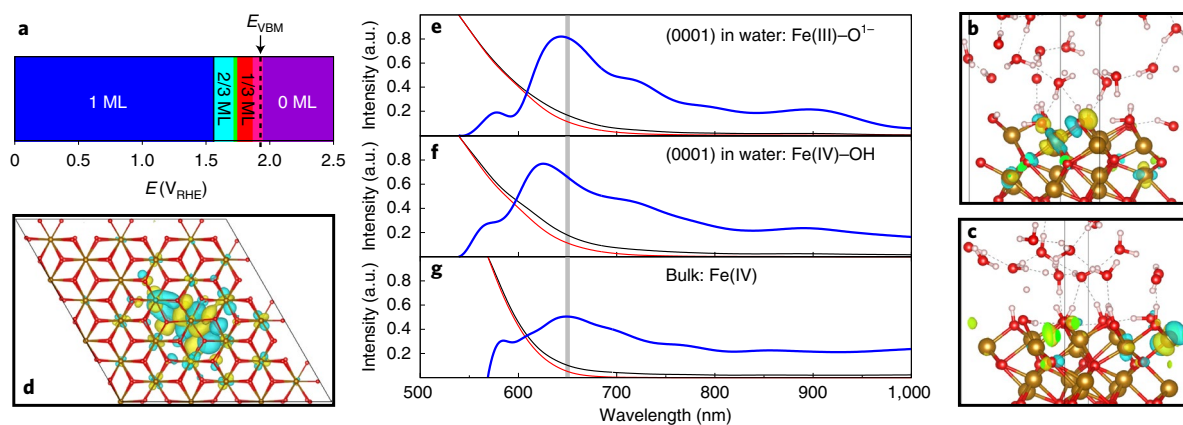 a
E_VBM
1 ML
2/3 ML
1/3 ML
0 ML
0
0.5
1.0
1.5
2.0
2.5
E (V_RHE)
d
e
(0001) in water: Fe(III)–O¹⁻
Intensity (a.u.)
0.8
0.6
0.4
0.2
f
(0001) in water: Fe(IV)–OH
Intensity (a.u.)
0.8
0.6
0.4
0.2
g
Bulk: Fe(IV)
Intensity (a.u.)
0.8
0.6
0.4
0.2
500
600
700
800
900
1,000
Wavelength (nm)
b
c